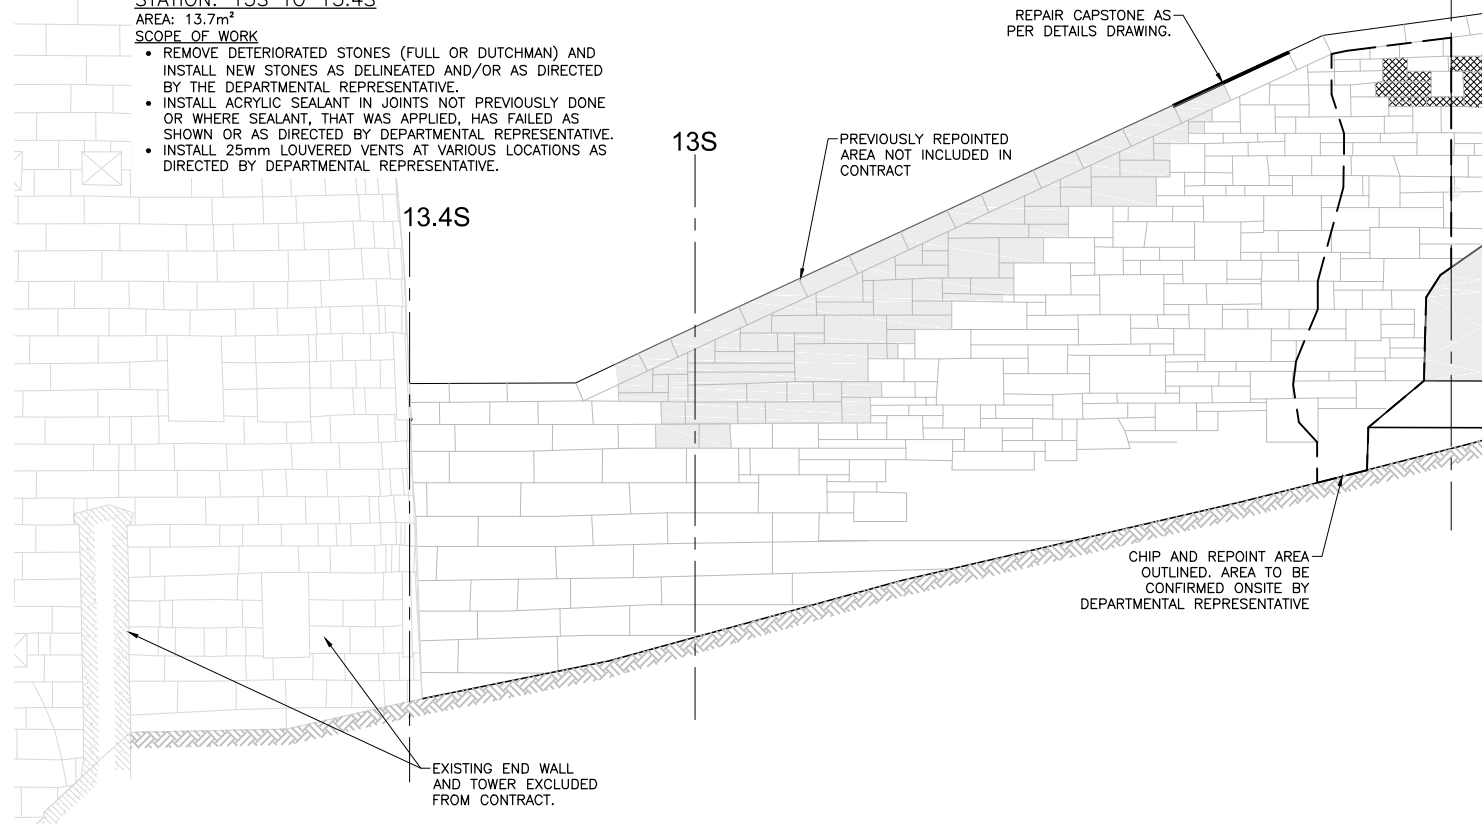 STATION: 13S TO 13.4S
AREA: 13.7m²
SCOPE OF WORK
• REMOVE DETERIORATED STONES (FULL OR DUTCHMAN) AND
INSTALL NEW STONES AS DELINEATED AND/OR AS DIRECTED
BY THE DEPARTMENTAL REPRESENTATIVE.
• INSTALL ACRYLIC SEALANT IN JOINTS NOT PREVIOUSLY DONE
OR WHERE SEALANT, THAT WAS APPLIED, HAS FAILED AS
SHOWN OR AS DIRECTED BY DEPARTMENTAL REPRESENTATIVE.
• INSTALL 25mm LOUVERED VENTS AT VARIOUS LOCATIONS AS
DIRECTED BY DEPARTMENTAL REPRESENTATIVE.
REPAIR CAPSTONE AS
PER DETAILS DRAWING.
13S
PREVIOUSLY REPOINTED
AREA NOT INCLUDED IN
CONTRACT
13.4S
CHIP AND REPOINT AREA
OUTLINED. AREA TO BE
CONFIRMED ONSITE BY
DEPARTMENTAL REPRESENTATIVE
EXISTING END WALL
AND TOWER EXCLUDED
FROM CONTRACT.